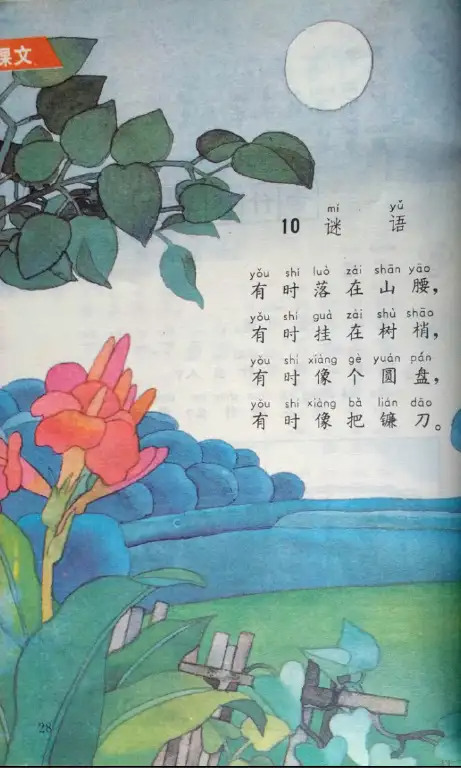 课文
mí yǔ
10 谜 语
yǒu shí luò zài shān yāo
有时落在山腰，
yǒu shí guà zài shù shāo
有时挂在树梢，
yǒu shí xiàng gè yuán pán
有时像个圆盘，
yǒu shí xiàng bǎ lián dāo
有时像把镰刀。
28